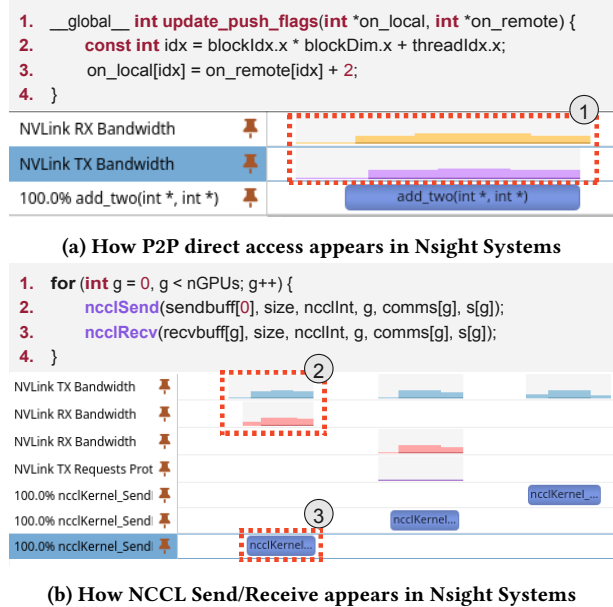 1. __global__ int update_push_flags(int *on_local, int *on_remote) {
2. const int idx = blockIdx.x * blockDim.x + threadIdx.x;
3. on_local[idx] = on_remote[idx] + 2;
4. }
1
NVLink RX Bandwidth
NVLink TX Bandwidth
100.0% add_two(int *, int *) add_two(int *, int *)
(a) How P2P direct access appears in Nsight Systems
1. for (int g = 0, g < nGPUs; g++) {
2. ncclSend(sendbuff[0], size, ncclInt, g, comms[g], s[g]);
3. ncclRecv(recvbuff[g], size, ncclInt, g, comms[g], s[g]);
4. }
2
NVLink TX Bandwidth
NVLink RX Bandwidth
NVLink RX Bandwidth
NVLink TX Requests Prot
100.0% ncclKernel_Send ncclKernel_...
100.0% ncclKernel_Send ncclKernel...
3
100.0% ncclKernel_Send ncclKernel...
(b) How NCCL Send/Receive appears in Nsight Systems